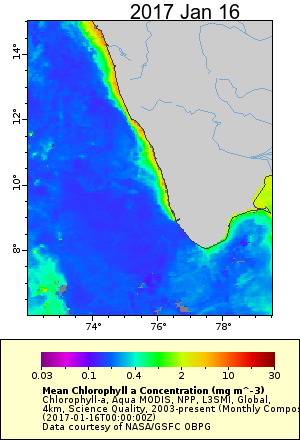 2017 Jan 16
14°
12°
10°
8°
74°
76°
78°
0.03
0.1
0.4
2
10
30
Mean Chlorophyll a Concentration (mg m^-3)
Chlorophyll-a, Aqua MODIS, NPP, L3SMI, Global,
4km, Science Quality, 2003-present (Monthly Compos
(2017-01-16T00:00:00Z)
Data courtesy of NASA/GSFC OBPG